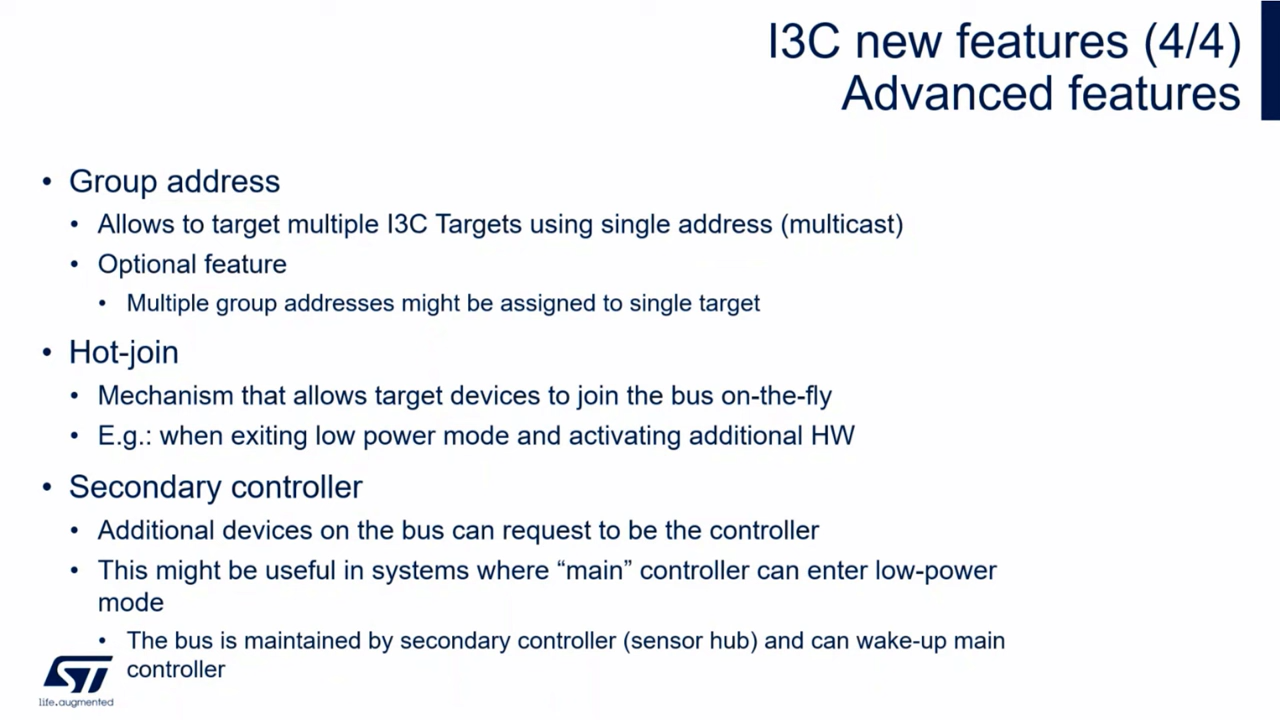 I3C new features (4/4)
Advanced features
• Group address
• Allows to target multiple I3C Targets using single address (multicast)
• Optional feature
• Multiple group addresses might be assigned to single target
• Hot-join
• Mechanism that allows target devices to join the bus on-the-fly
• E.g.: when exiting low power mode and activating additional HW
• Secondary controller
• Additional devices on the bus can request to be the controller
• This might be useful in systems where “main” controller can enter low-power
mode
• The bus is maintained by secondary controller (sensor hub) and can wake-up main
controller
ST
life.augmented